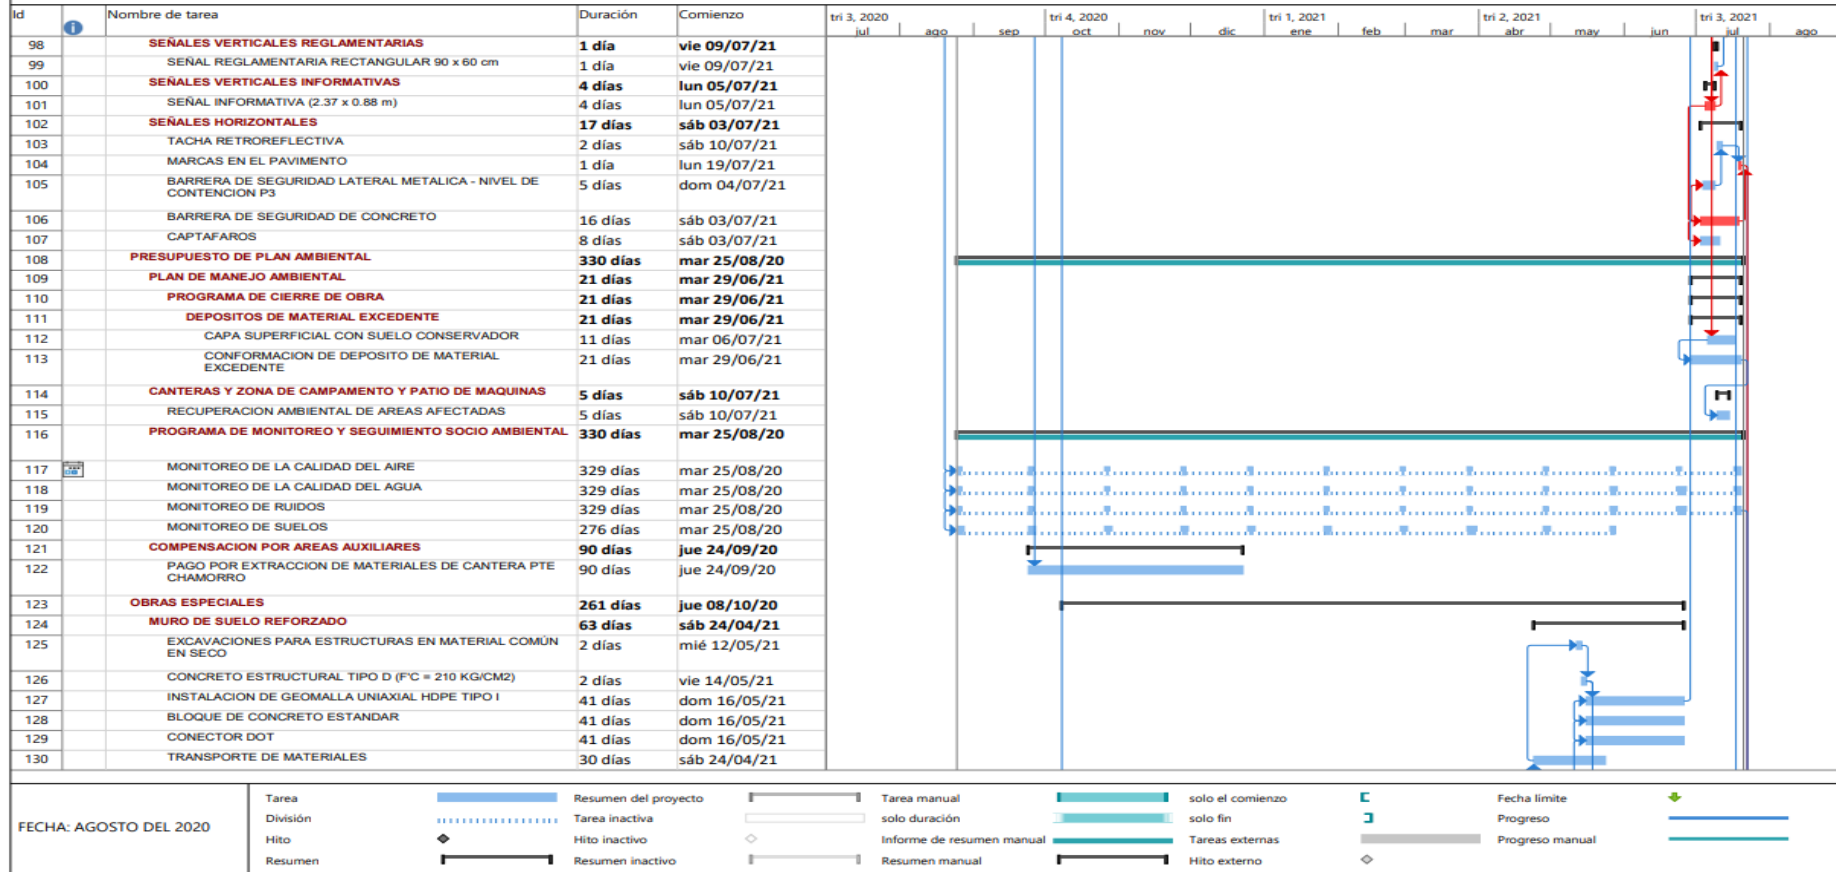 Id Nombre de tarea Duración Comienzo tri 3, 2020 tri 4, 2020 tri 1, 2021 tri 2, 2021 tri 3, 2021
jul ago sep oct nov dic ene feb mar abr may jun jul ago
98 SEÑALES VERTICALES REGLAMENTARIAS 1 día vie 09/07/21
99 SEÑAL REGLAMENTARIA RECTANGULAR 90 x 60 cm 1 día vie 09/07/21
100 SEÑALES VERTICALES INFORMATIVAS 4 días lun 05/07/21
101 SEÑAL INFORMATIVA (2.37 x 0.88 m) 4 días lun 05/07/21
102 SEÑALES HORIZONTALES 17 días sáb 03/07/21
103 TACHA RETROREFLECTIVA 2 días sáb 10/07/21
104 MARCAS EN EL PAVIMENTO 1 día lun 19/07/21
105 BARRERA DE SEGURIDAD LATERAL METALICA - NIVEL DE 5 días dom 04/07/21
CONTENCION P3
106 BARRERA DE SEGURIDAD DE CONCRETO 16 días sáb 03/07/21
107 CAPTAFAROS 8 días sáb 03/07/21
108 PRESUPUESTO DE PLAN AMBIENTAL 330 días mar 25/08/20
109 PLAN DE MANEJO AMBIENTAL 21 días mar 29/06/21
110 PROGRAMA DE CIERRE DE OBRA 21 días mar 29/06/21
111 DEPOSITOS DE MATERIAL EXCEDENTE 21 días mar 29/06/21
112 CAPA SUPERFICIAL CON SUELO CONSERVADOR 11 días mar 06/07/21
113 CONFORMACION DE DEPOSITO DE MATERIAL 21 días mar 29/06/21
EXCEDENTE
114 CANTERAS Y ZONA DE CAMPAMENTO Y PATIO DE MAQUINAS 5 días sáb 10/07/21
115 RECUPERACION AMBIENTAL DE AREAS AFECTADAS 5 días sáb 10/07/21
116 PROGRAMA DE MONITOREO Y SEGUIMIENTO SOCIO AMBIENTAL 330 días mar 25/08/20
117 MONITOREO DE LA CALIDAD DEL AIRE 329 días mar 25/08/20
118 MONITOREO DE LA CALIDAD DEL AGUA 329 días mar 25/08/20
119 MONITOREO DE RUIDOS 329 días mar 25/08/20
120 MONITOREO DE SUELOS 276 días mar 25/08/20
121 COMPENSACION POR AREAS AUXILIARES 90 días jue 24/09/20
122 PAGO POR EXTRACCION DE MATERIALES DE CANTERA PTE 90 días jue 24/09/20
CHAMORRO
123 OBRAS ESPECIALES 261 días jue 08/10/20
124 MURO DE SUELO REFORZADO 63 días sáb 24/04/21
125 EXCAVACIONES PARA ESTRUCTURAS EN MATERIAL COMÚN 2 días mié 12/05/21
EN SECO
126 CONCRETO ESTRUCTURAL TIPO D (F'C = 210 KG/CM2) 2 días vie 14/05/21
127 INSTALACION DE GEOMALLA UNIAXIAL HDPE TIPO I 41 días dom 16/05/21
128 BLOQUE DE CONCRETO ESTANDAR 41 días dom 16/05/21
129 CONECTOR DOT 41 días dom 16/05/21
130 TRANSPORTE DE MATERIALES 30 días sáb 24/04/21
FECHA: AGOSTO DEL 2020
Tarea Resumen del proyecto Tarea manual solo el comienzo Fecha límite
División Tarea inactiva solo duración solo fin Progreso
Hito Hito inactivo Informe de resumen manual Tareas externas Progreso manual
Resumen Resumen inactivo Resumen manual Hito externo